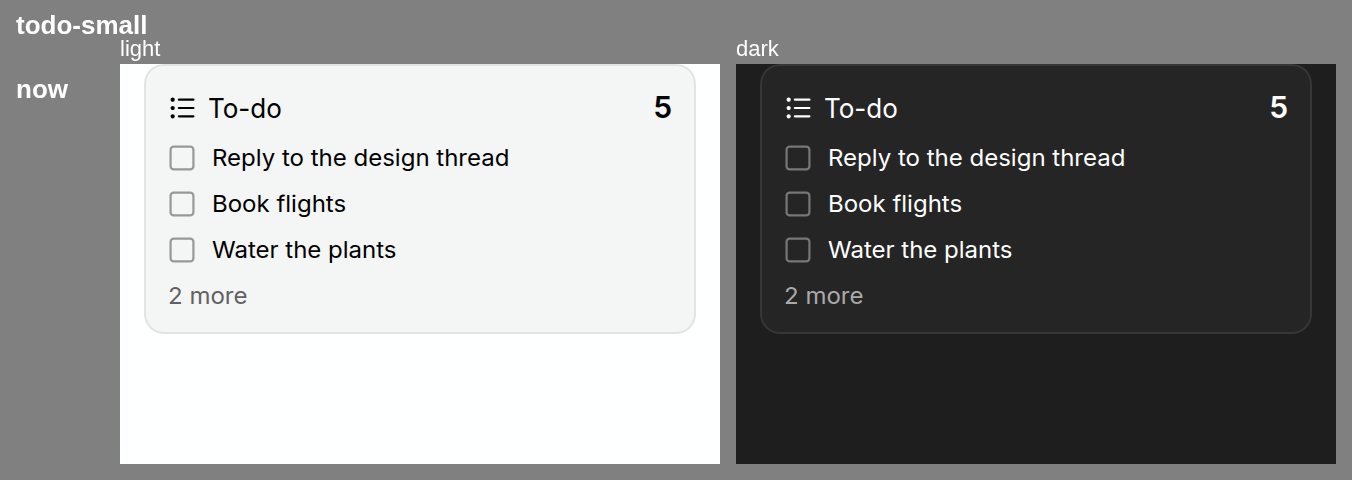 todo-small
light
dark
now
To-do 5
Reply to the design thread
Book flights
Water the plants
2 more
To-do 5
Reply to the design thread
Book flights
Water the plants
2 more